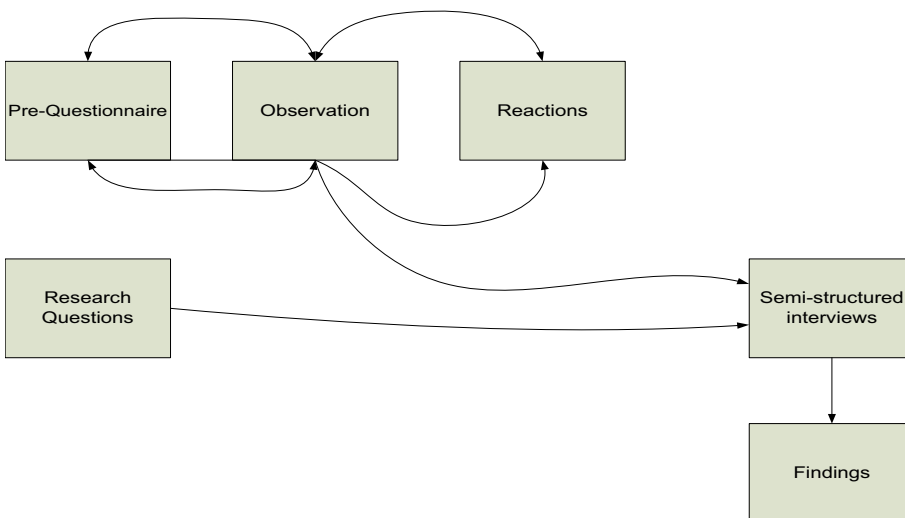 Pre-Questionnaire
Observation
Reactions
Research
Questions
Semi-structured
interviews
Findings